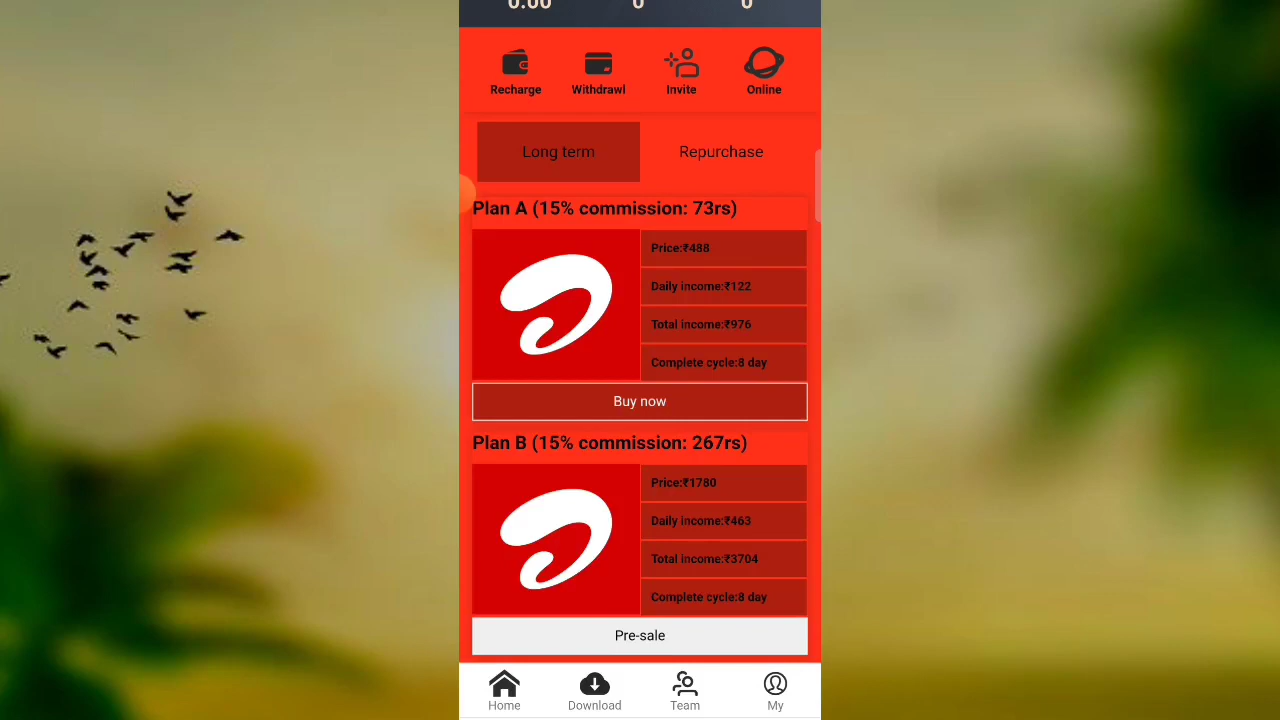 0.00 0 0
Recharge Withdrawl Invite Online
Long term Repurchase
Plan A (15% commission: 73rs)
Price:₹488
Daily income:₹122
Total income:₹976
Complete cycle:8 day
Buy now
Plan B (15% commission: 267rs)
Price:₹1780
Daily income:₹463
Total income:₹3704
Complete cycle:8 day
Pre-sale
Home Download Team My